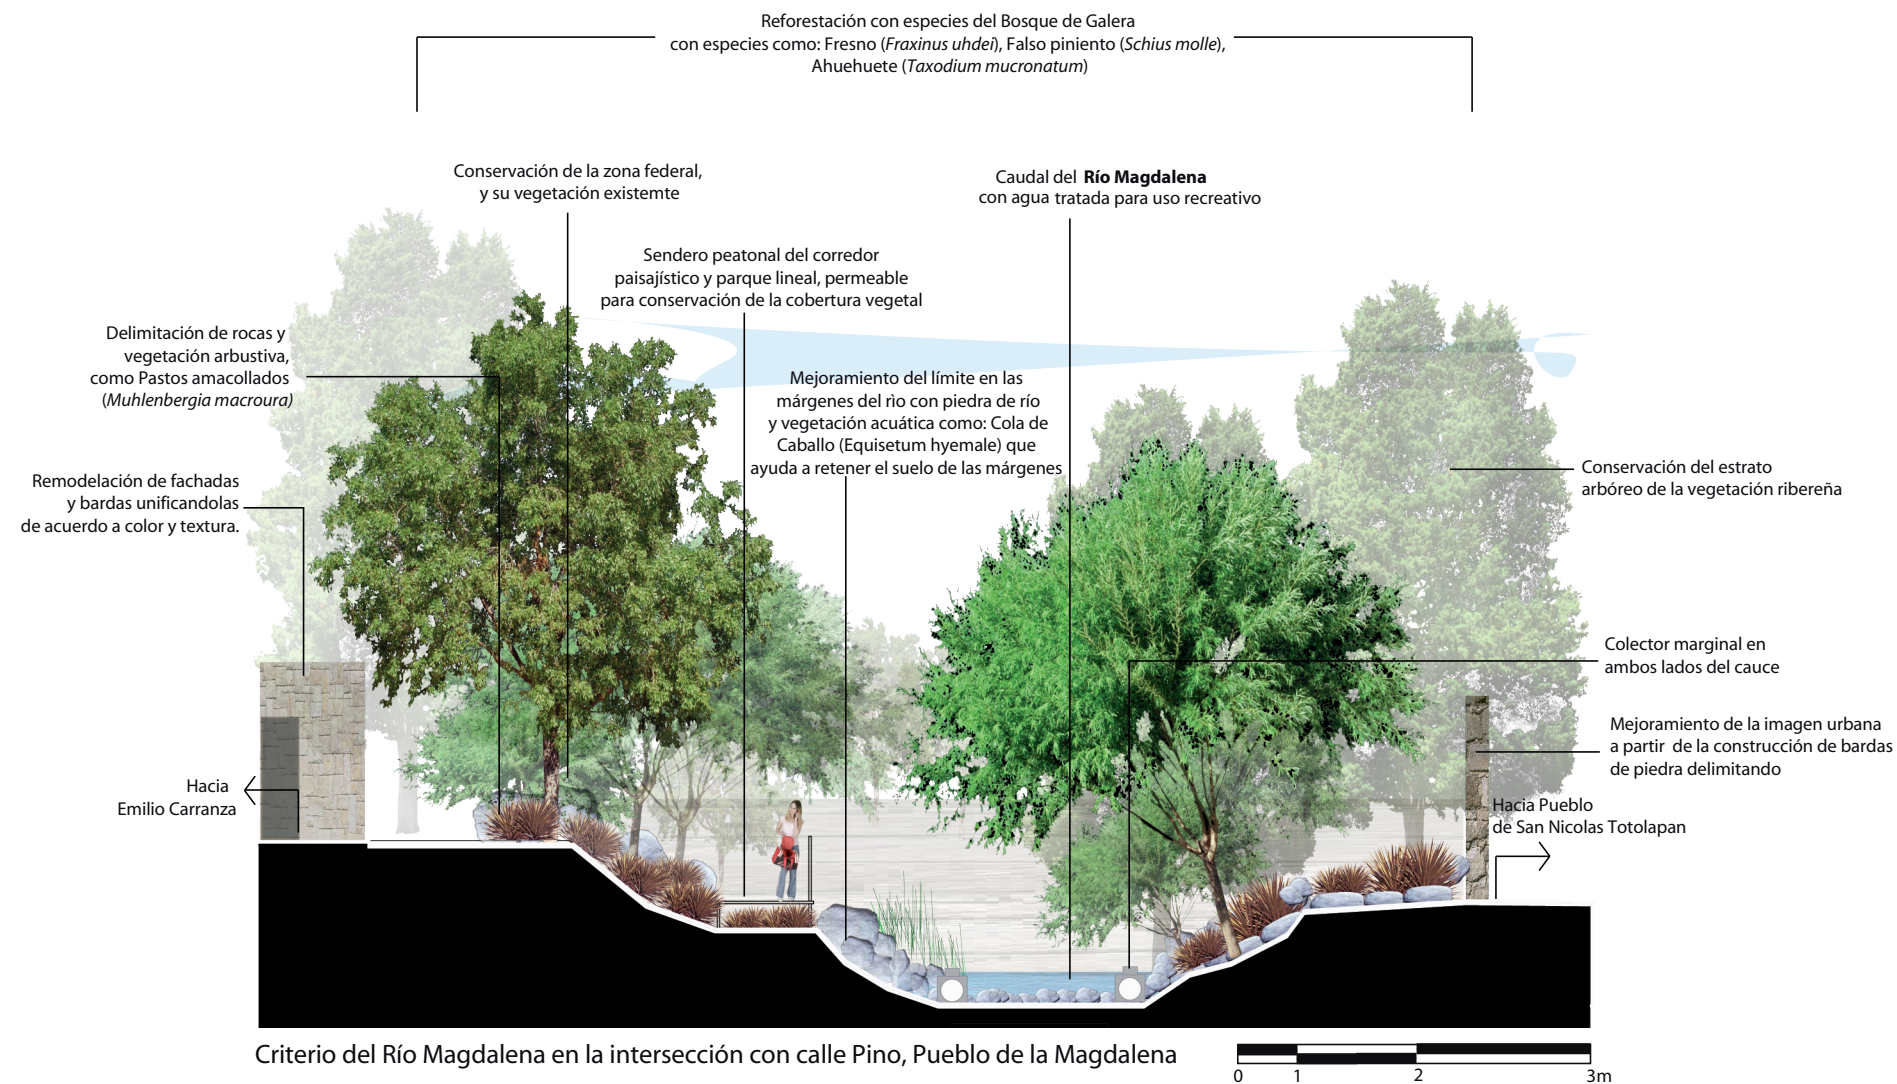 Reforestación con especies del Bosque de Galera
con especies como: Fresno (Fraxinus uhdei), Falso piniento (Schius molle),
Ahuehuete (Taxodium mucronatum)
Conservación de la zona federal,
y su vegetación existemte
Caudal del Río Magdalena
con agua tratada para uso recreativo
Sendero peatonal del corredor
paisajístico y parque lineal, permeable
para conservación de la cobertura vegetal
Delimitación de rocas y
vegetación arbustiva,
como Pastos amacollados
(Muhlenbergia macroura)
Mejoramiento del límite en las
márgenes del rìo con piedra de río
y vegetación acuática como: Cola de
Caballo (Equisetum hyemale) que
ayuda a retener el suelo de las márgenes
Remodelación de fachadas
y bardas unificandolas
de acuerdo a color y textura.
Conservación del estrato
arbóreo de la vegetación ribereña
Colector marginal en
ambos lados del cauce
Mejoramiento de la imagen urbana
a partir de la construcción de bardas
de piedra delimitando
Hacia
Emilio Carranza
Hacia Pueblo
de San Nicolas Totolapan
Criterio del Río Magdalena en la intersección con calle Pino, Pueblo de la Magdalena
0 1 2 3m